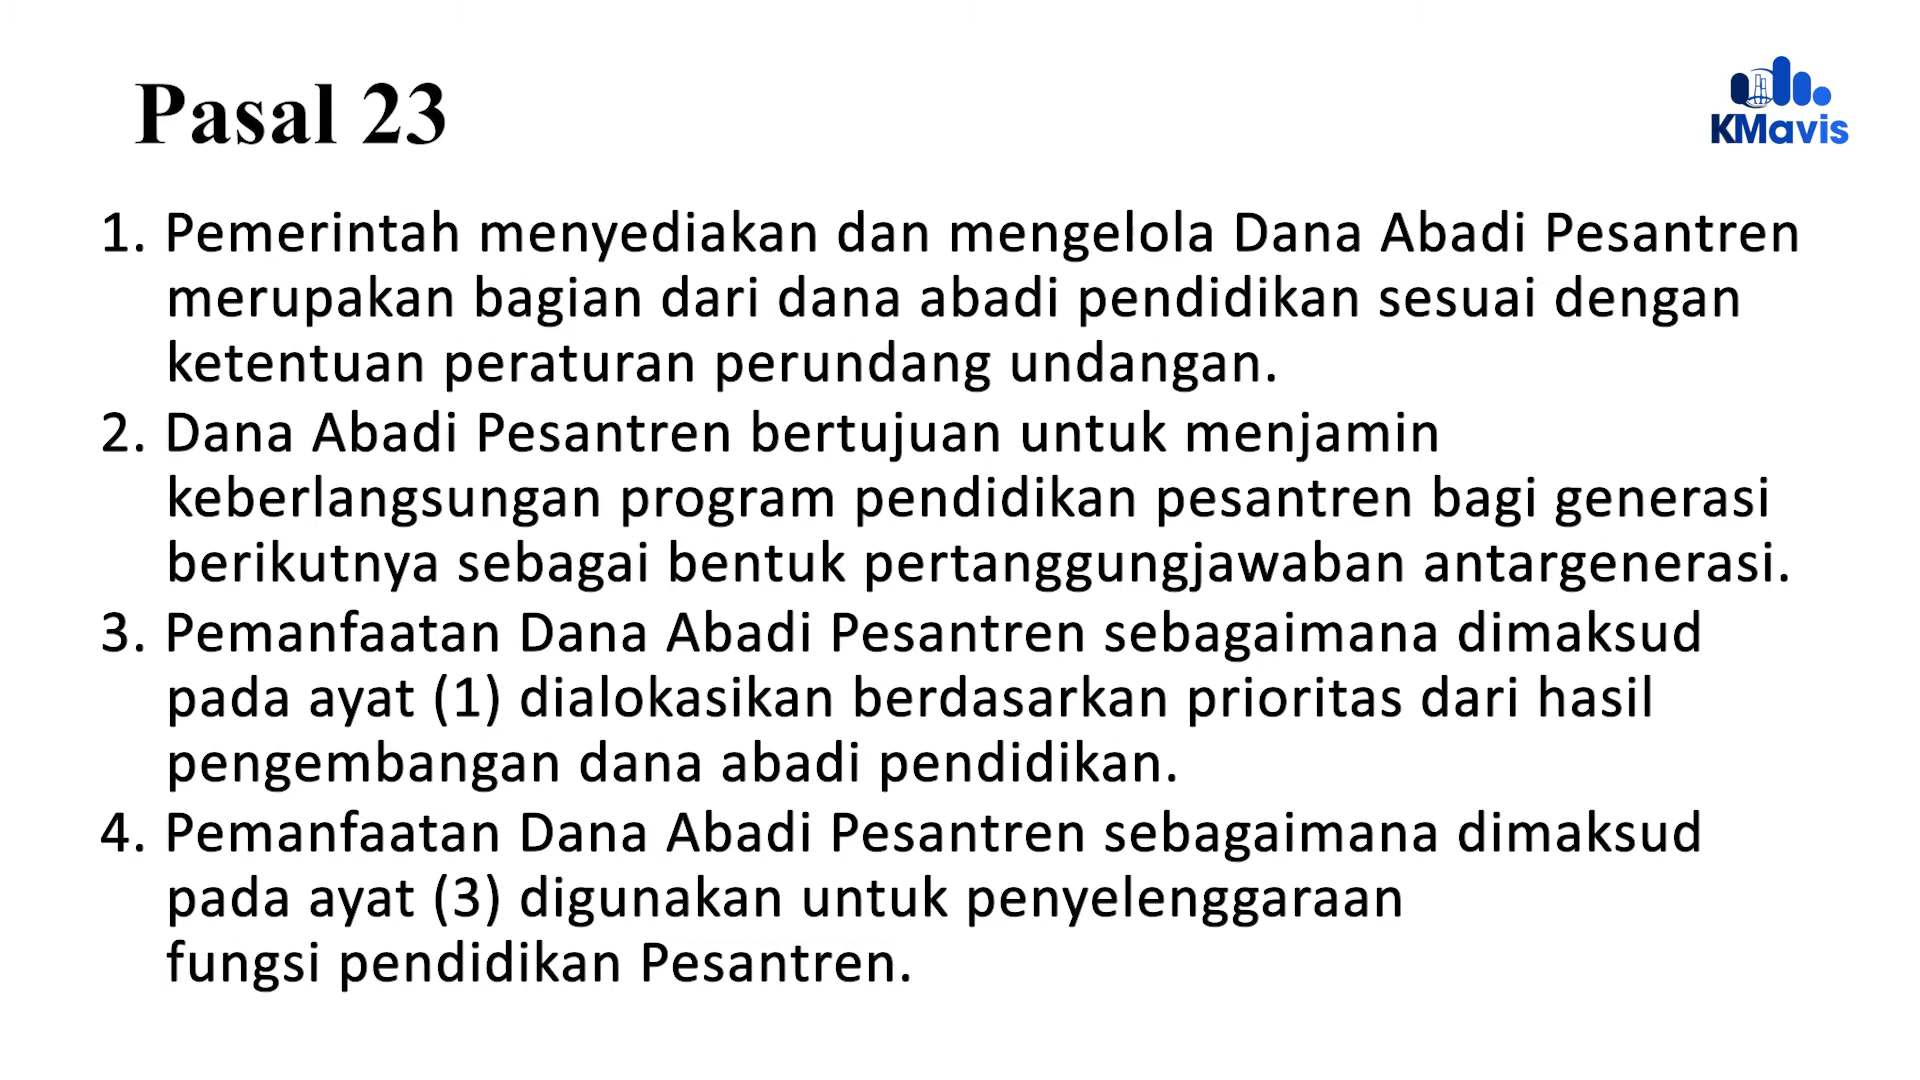 Pasal 23
KMavis
1. Pemerintah menyediakan dan mengelola Dana Abadi Pesantren
merupakan bagian dari dana abadi pendidikan sesuai dengan
ketentuan peraturan perundang undangan.
2. Dana Abadi Pesantren bertujuan untuk menjamin
keberlangsungan program pendidikan pesantren bagi generasi
berikutnya sebagai bentuk pertanggungjawaban antargenerasi.
3. Pemanfaatan Dana Abadi Pesantren sebagaimana dimaksud
pada ayat (1) dialokasikan berdasarkan prioritas dari hasil
pengembangan dana abadi pendidikan.
4. Pemanfaatan Dana Abadi Pesantren sebagaimana dimaksud
pada ayat (3) digunakan untuk penyelenggaraan
fungsi pendidikan Pesantren.